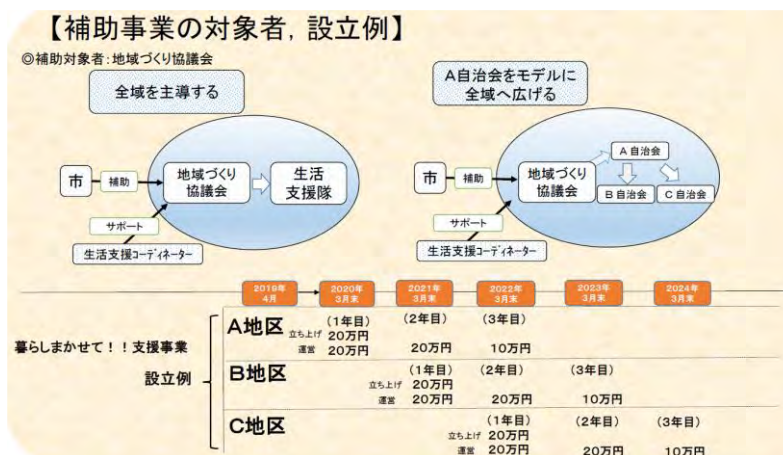 【補助事業の対象者，設立例】
◎補助対象者:地域づくり協議会
全域を主導する
市
補助
地域づくり
協議会
生活
支援隊
サポート
生活支援コーディネーター
A自治会をモデルに
全域へ広げる
市
補助
地域づくり
協議会
A自治会
B自治会
C自治会
サポート
生活支援コーディネーター
2019年
4月
2020年
3月末
2021年
3月末
2022年
3月末
2023年
3月末
2024年
3月末
暮らしまかせて！！支援事業
設立例
A地区 (1年目) (2年目) (3年目)
立ち上げ 20万円
運営 20万円 20万円 10万円
B地区 (1年目) (2年目) (3年目)
立ち上げ 20万円
運営 20万円 20万円 10万円
C地区 (1年目) (2年目) (3年目)
立ち上げ 20万円
運営 20万円 20万円 10万円